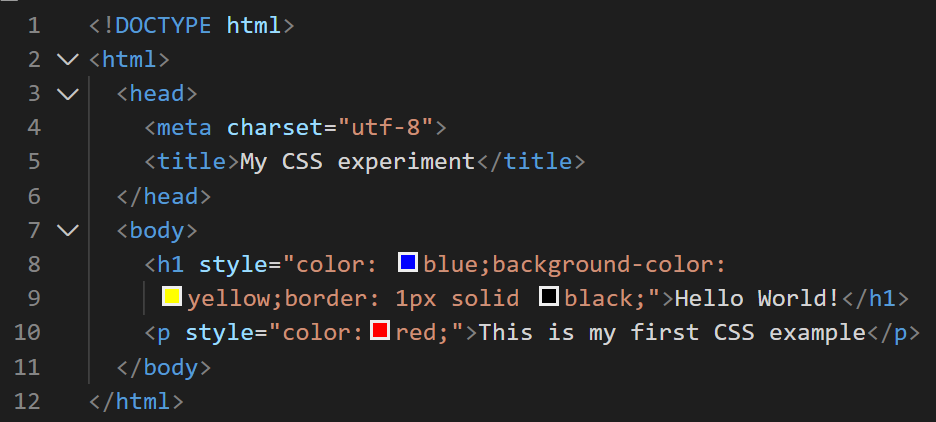 1 <!DOCTYPE html>
2 <html>
3 <head>
4 <meta charset="utf-8">
5 <title>My CSS experiment</title>
6 </head>
7 <body>
8 <h1 style="color: blue;background-color:
9 yellow;border: 1px solid black;">Hello World!</h1>
10 <p style="color:red;">This is my first CSS example</p>
11 </body>
12 </html>